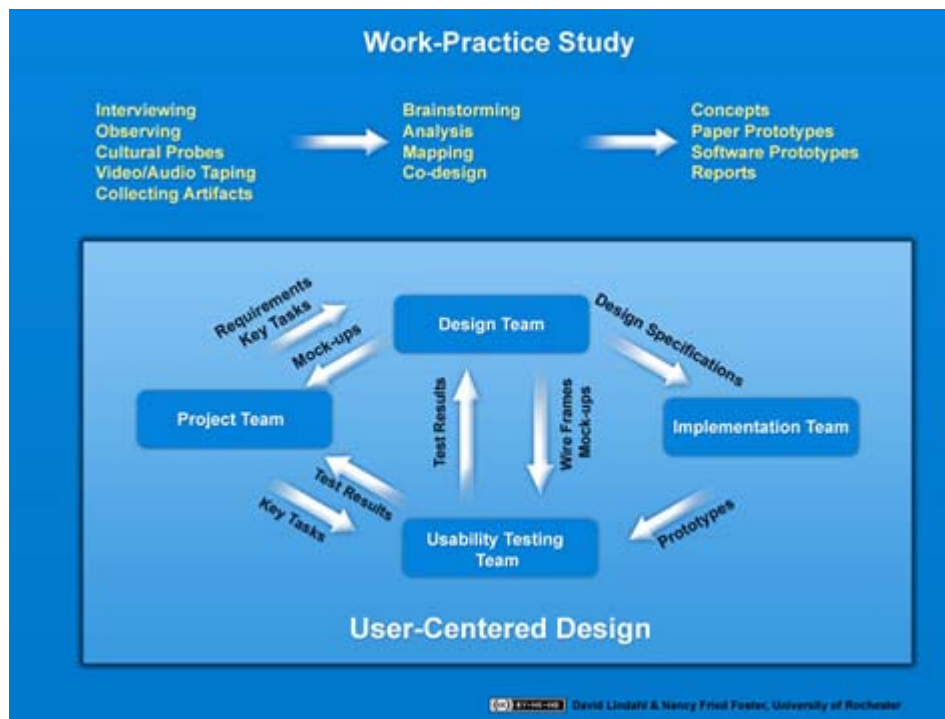 Work-Practice Study
Interviewing
Observing
Cultural Probes
Video/Audio Taping
Collecting Artifacts
Brainstorming
Analysis
Mapping
Co-design
Concepts
Paper Prototypes
Software Prototypes
Reports
Requirements
Key Tasks
Mock-ups
Design Team
Design Specifications
Project Team
Test Results
Wire Frames
Mock-ups
Implementation Team
Test Results
Key Tasks
Usability Testing
Team
Prototypes
User-Centered Design
(cc) David Lindahl & Nancy Fried Foster, University of Rochester